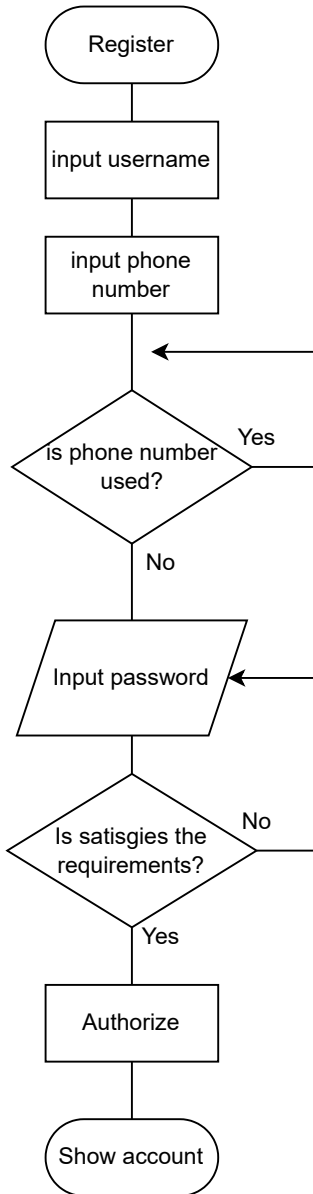 Register
input username
input phone
number
is phone number
used?
Yes
No
Input password
Is satisgies the
requirements?
No
Yes
Authorize
Show account